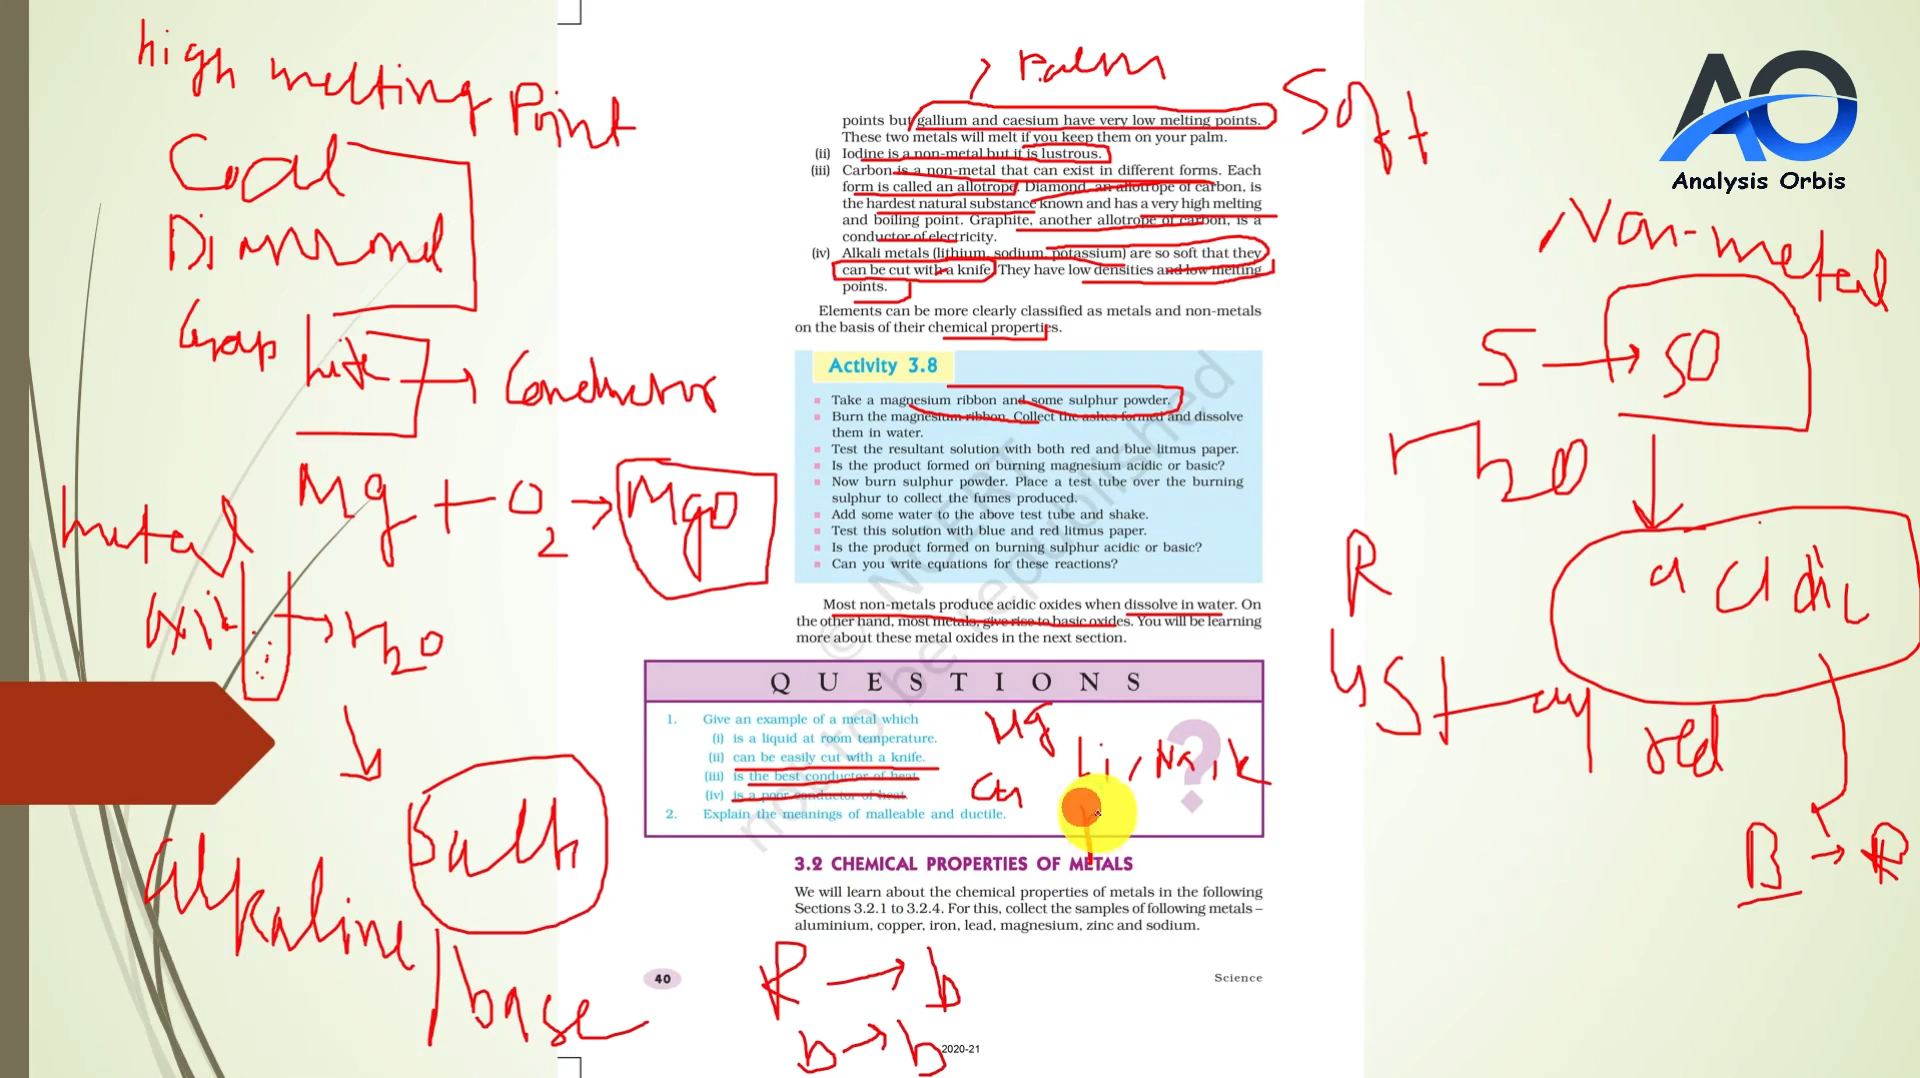 high melting Point
Coal
Diamond
Graphite → Conductor
Mg + O2 → MgO
metal
→ H2O
Salt
alkaline / base
Palm
Soft
points but gallium and caesium have very low melting points.
These two metals will melt if you keep them on your palm.
(ii) Iodine is a non-metal but it is lustrous.
(iii) Carbon is a non-metal that can exist in different forms. Each
form is called an allotrope. Diamond, an allotrope of carbon, is
the hardest natural substance known and has a very high melting
and boiling point. Graphite, another allotrope of carbon, is a
conductor of electricity.
(iv) Alkali metals (lithium, sodium, potassium) are so soft that they
can be cut with a knife. They have low densities and low melting
points.
Elements can be more clearly classified as metals and non-metals
on the basis of their chemical properties.
Activity 3.8
Take a magnesium ribbon and some sulphur powder.
Burn the magnesium ribbon. Collect the ashes formed and dissolve
them in water.
Test the resultant solution with both red and blue litmus paper.
Is the product formed on burning magnesium acidic or basic?
Now burn sulphur powder. Place a test tube over the burning
sulphur to collect the fumes produced.
Add some water to the above test tube and shake.
Test this solution with blue and red litmus paper.
Is the product formed on burning sulphur acidic or basic?
Can you write equations for these reactions?
Most non-metals produce acidic oxides when dissolve in water. On
the other hand, most metals, give rise to basic oxides. You will be learning
more about these metal oxides in the next section.
QUESTIONS
1. Give an example of a metal which
(i) is a liquid at room temperature.
(ii) can be easily cut with a knife.
(iii) is the best conductor of heat.
(iv) is a poor conductor of heat.
2. Explain the meanings of malleable and ductile.
Li, Na, k
3.2 CHEMICAL PROPERTIES OF METALS
We will learn about the chemical properties of metals in the following
Sections 3.2.1 to 3.2.4. For this, collect the samples of following metals –
aluminium, copper, iron, lead, magnesium, zinc and sodium.
40
Science
R → b
b → b
2020-21
© NCERT
not to be republished
AO
Analysis Orbis
Non-metal
S → SO
H2O
acidic
R
stay red
B → R